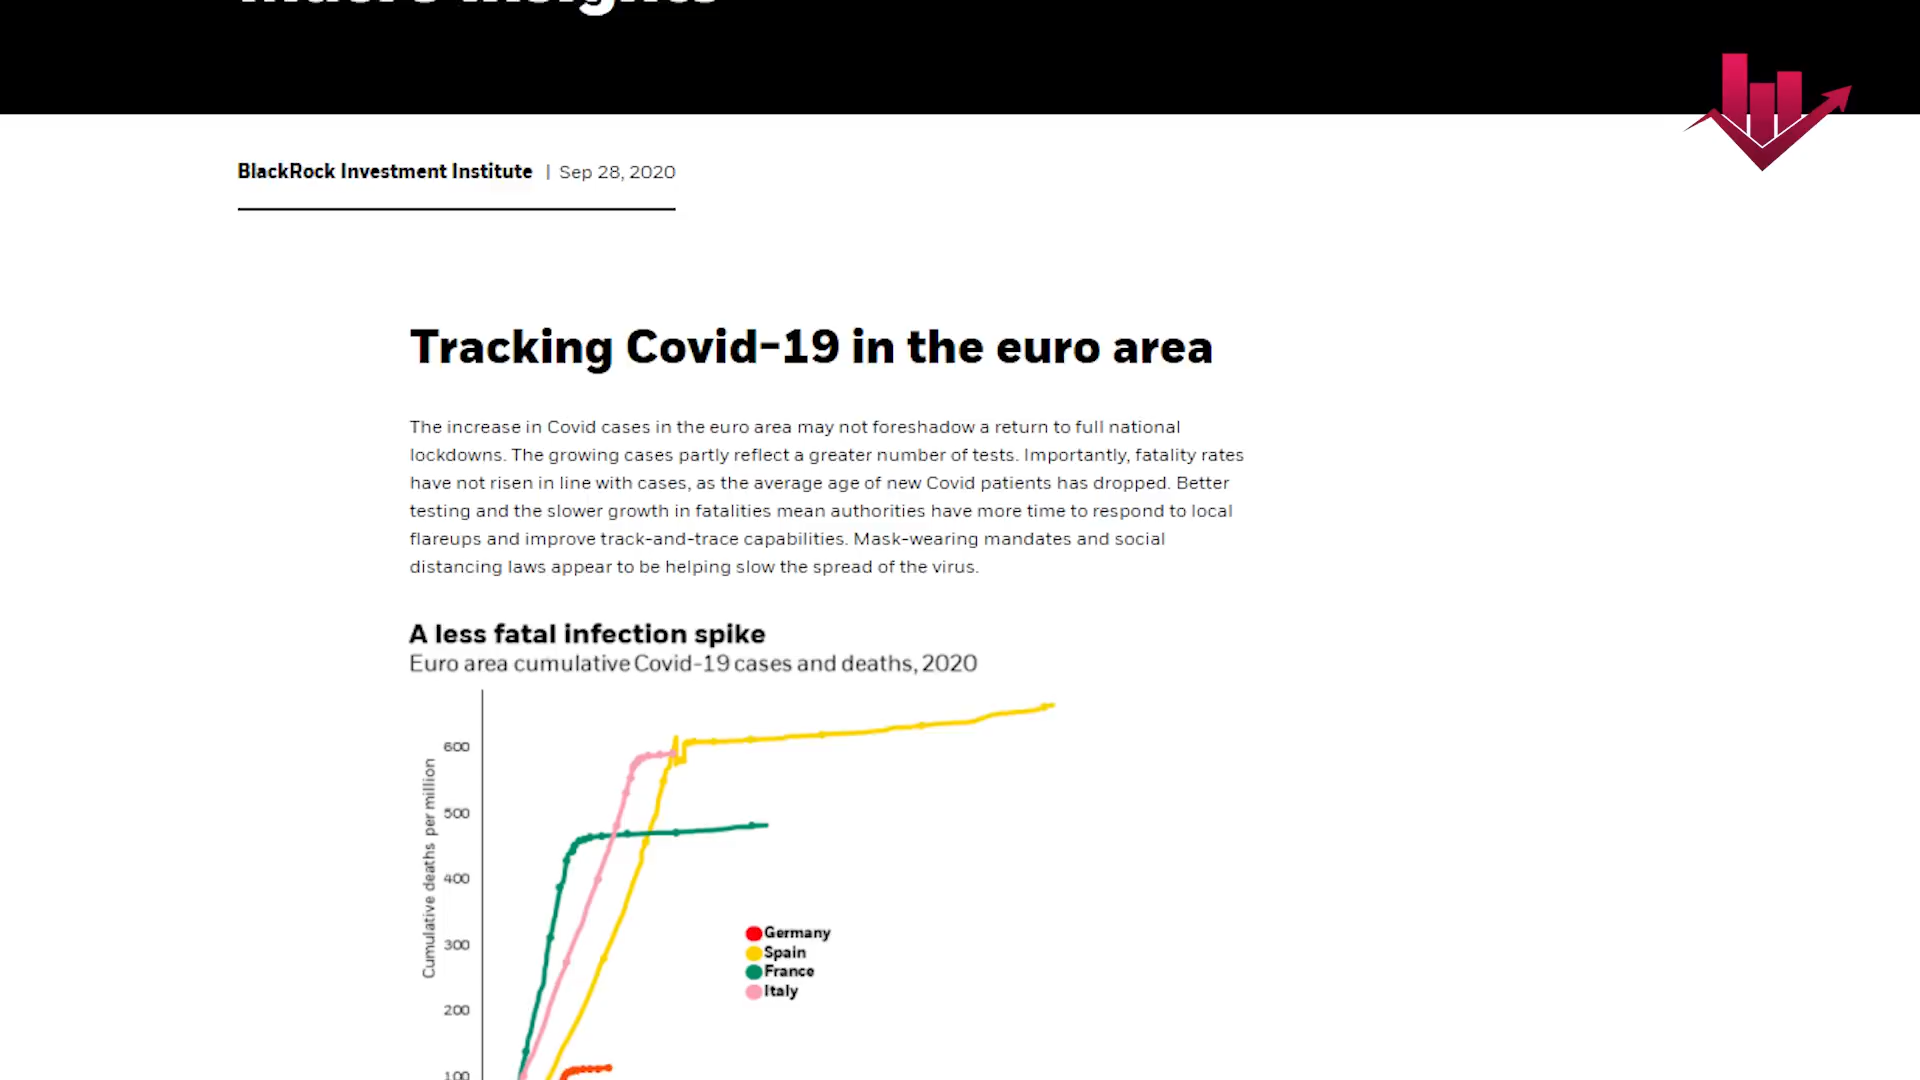 BlackRock Investment Institute | Sep 28, 2020
Tracking Covid-19 in the euro area
The increase in Covid cases in the euro area may not foreshadow a return to full national
lockdowns. The growing cases partly reflect a greater number of tests. Importantly, fatality rates
have not risen in line with cases, as the average age of new Covid patients has dropped. Better
testing and the slower growth in fatalities mean authorities have more time to respond to local
flareups and improve track-and-trace capabilities. Mask-wearing mandates and social
distancing laws appear to be helping slow the spread of the virus.
A less fatal infection spike
Euro area cumulative Covid-19 cases and deaths, 2020
Cumulative deaths per million
600
500
400
300
200
100
Germany
Spain
France
Italy